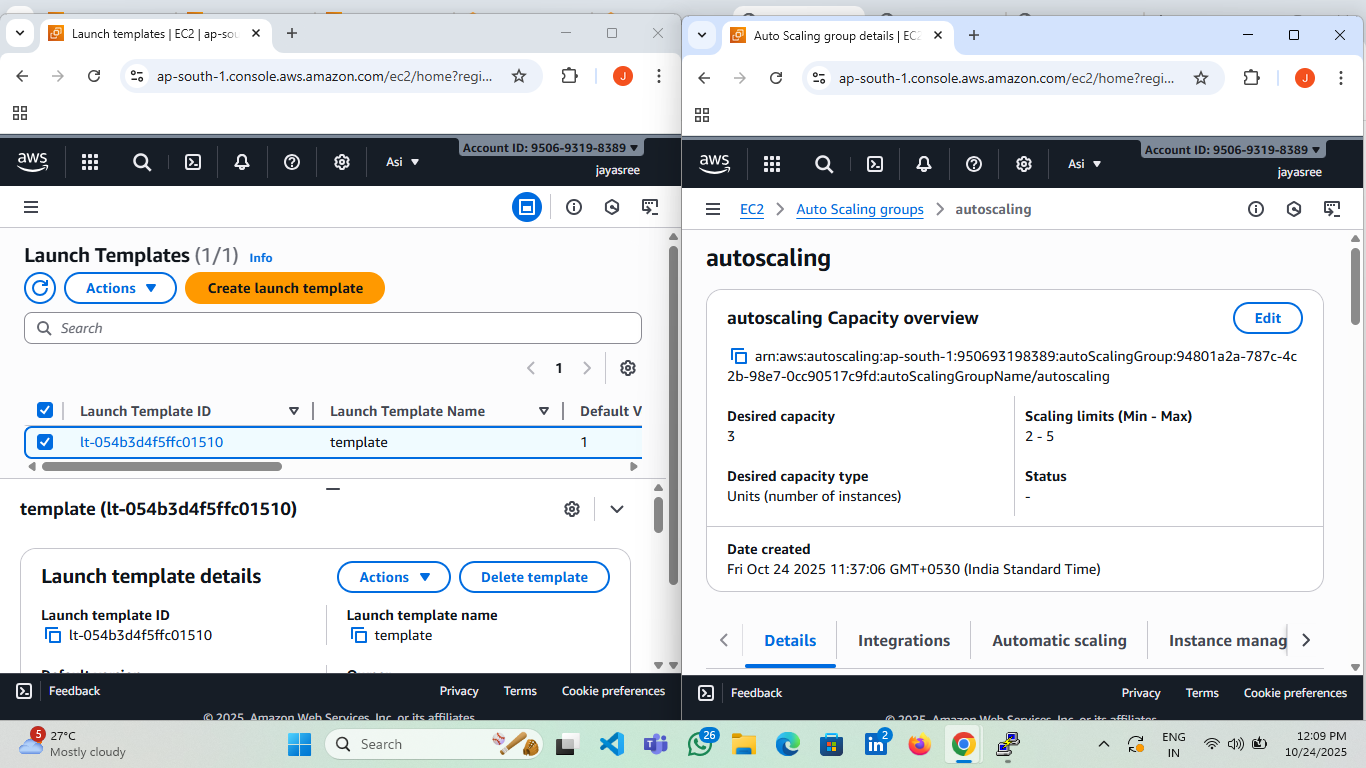 Launch templates | EC2 | ap-sou
ap-south-1.console.aws.amazon.com/ec2/home?regi...
J
aws
Asi
Account ID: 9506-9319-8389
jayasree
Launch Templates (1/1) Info
Actions
Create launch template
Search
1
Launch Template ID
Launch Template Name
Default V
lt-054b3d4f5ffc01510
template
1
template (lt-054b3d4f5ffc01510)
Launch template details
Actions
Delete template
Launch template ID
Launch template name
lt-054b3d4f5ffc01510
template
Feedback
Privacy
Terms
Cookie preferences
© 2025, Amazon Web Services, Inc. or its affiliates.
Auto Scaling group details | EC2
ap-south-1.console.aws.amazon.com/ec2/home?regi...
J
aws
Asi
Account ID: 9506-9319-8389
jayasree
EC2
Auto Scaling groups
autoscaling
autoscaling
autoscaling Capacity overview
Edit
arn:aws:autoscaling:ap-south-1:950693198389:autoScalingGroup:94801a2a-787c-4c
2b-98e7-0cc90517c9fd:autoScalingGroupName/autoscaling
Desired capacity
3
Scaling limits (Min - Max)
2 - 5
Desired capacity type
Units (number of instances)
Status
-
Date created
Fri Oct 24 2025 11:37:06 GMT+0530 (India Standard Time)
Details
Integrations
Automatic scaling
Instance manag
Feedback
Privacy
Terms
Cookie preferences
© 2025, Amazon Web Services, Inc. or its affiliates.
5
27°C
Mostly cloudy
Search
26
2
ENG
IN
12:09 PM
10/24/2025